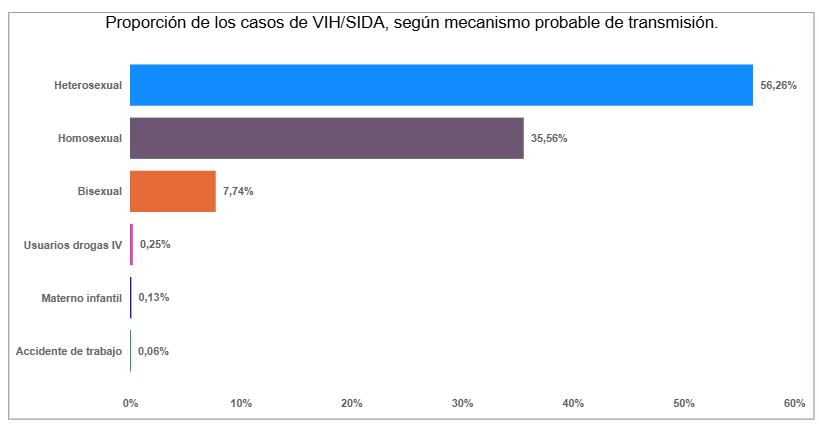 Proporción de los casos de VIH/SIDA, según mecanismo probable de transmisión.
Heterosexual 56,26%
Homosexual 35,56%
Bisexual 7,74%
Usuarios drogas IV 0,25%
Materno infantil 0,13%
Accidente de trabajo 0,06%
0% 10% 20% 30% 40% 50% 60%